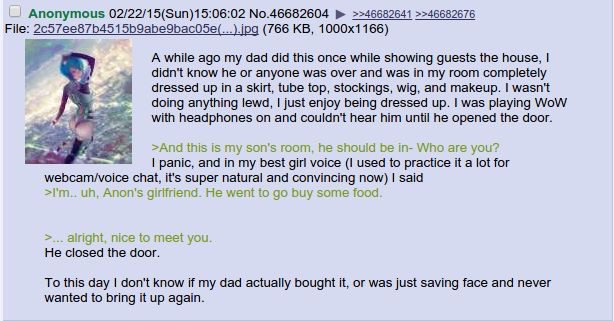 Anonymous 02/22/15(Sun)15:06:02 No.46682604 ▶ >>46682641 >>46682676
File: 2c57ee87b4515b9abe9bac05e(...).jpg (766 KB, 1000x1166)
A while ago my dad did this once while showing guests the house, I
didn't know he or anyone was over and was in my room completely
dressed up in a skirt, tube top, stockings, wig, and makeup. I wasn't
doing anything lewd, I just enjoy being dressed up. I was playing WoW
with headphones on and couldn't hear him until he opened the door.
>And this is my son's room, he should be in- Who are you?
I panic, and in my best girl voice (I used to practice it a lot for
webcam/voice chat, it's super natural and convincing now) I said
>I'm.. uh, Anon's girlfriend. He went to go buy some food.
>... alright, nice to meet you.
He closed the door.
To this day I don't know if my dad actually bought it, or was just saving face and never
wanted to bring it up again.